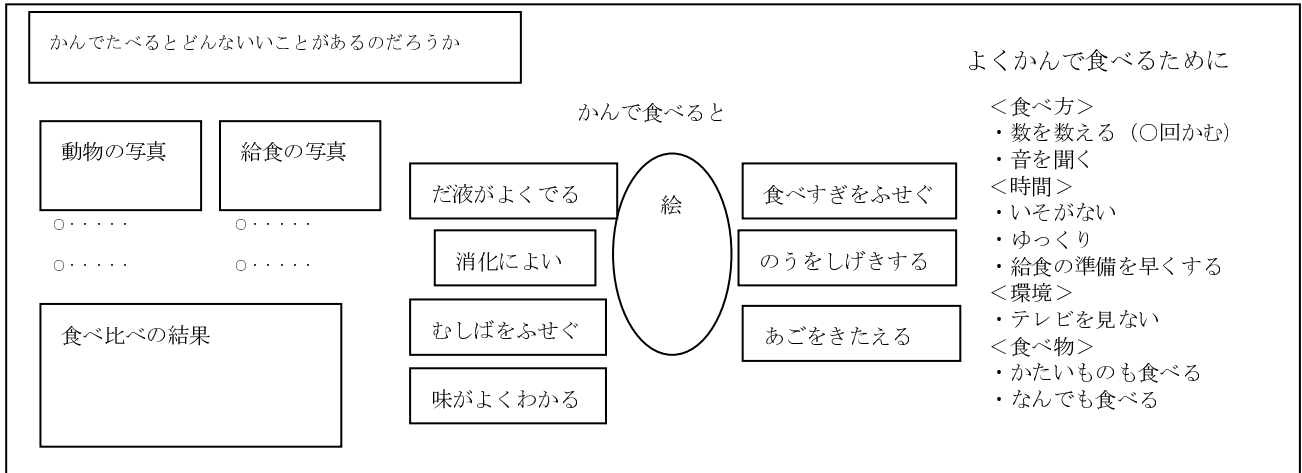 かんでたべるとどんないいことがあるのだろうか
動物の写真
給食の写真
○・・・・・
○・・・・・
○・・・・・
○・・・・・
食べ比べの結果
かんで食べると
だ液がよくでる
消化によい
むしばをふせぐ
味がよくわかる
絵
食べすぎをふせぐ
のうをしげきする
あごをきたえる
よくかんで食べるために
＜食べ方＞
・数を数える（○回かむ）
・音を聞く
＜時間＞
・いそがない
・ゆっくり
・給食の準備を早くする
＜環境＞
・テレビを見ない
＜食べ物＞
・かたいものも食べる
・なんでも食べる